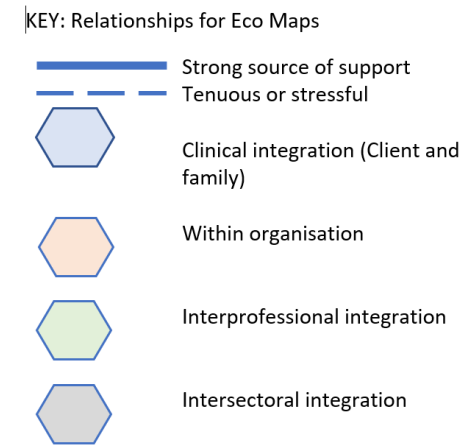 KEY: Relationships for Eco Maps
Strong source of support
Tenuous or stressful
Clinical integration (Client and
family)
Within organisation
Interprofessional integration
Intersectoral integration